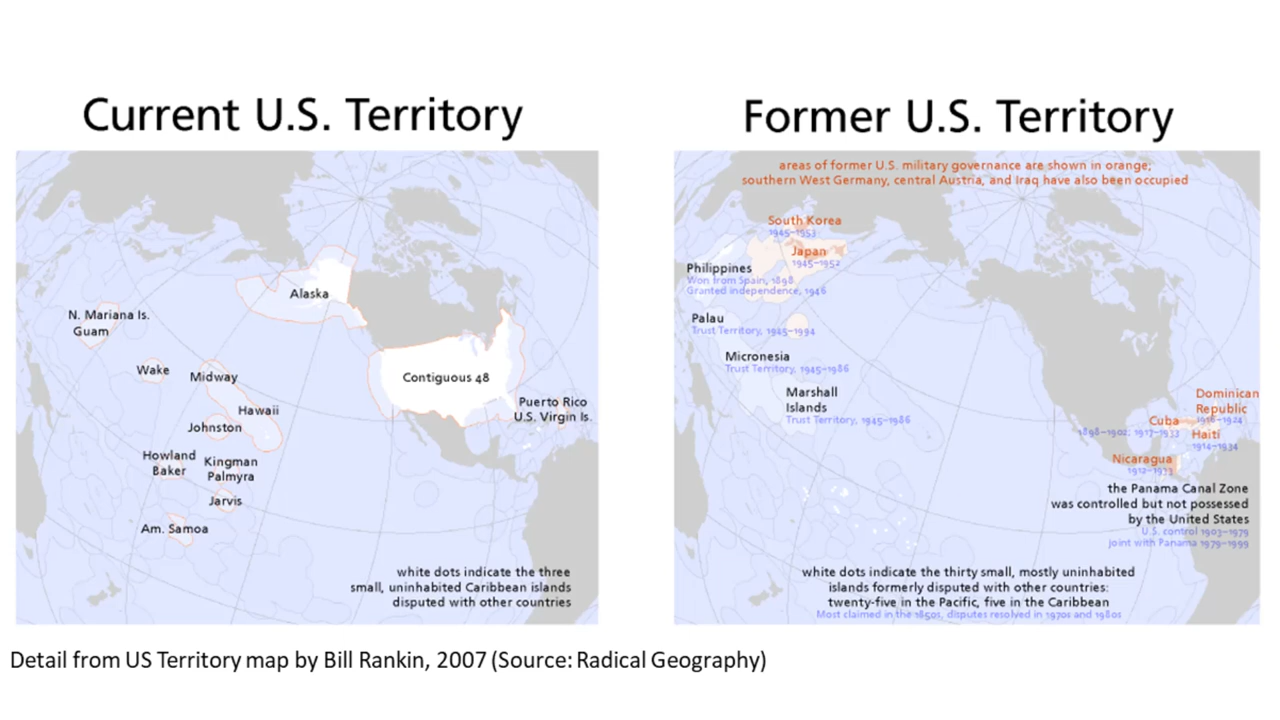 Current U.S. Territory
Alaska
N. Mariana Is.
Guam
Wake
Midway
Contiguous 48
Hawaii
Puerto Rico
U.S. Virgin Is.
Johnston
Howland
Baker
Kingman
Palmyra
Jarvis
Am. Samoa
white dots indicate the three
small, uninhabited Caribbean islands
disputed with other countries
Former U.S. Territory
areas of former U.S. military governance are shown in orange;
southern West Germany, central Austria, and Iraq have also been occupied
South Korea
1945–1953
Japan
1945–1952
Philippines
Won from Spain, 1898
Granted independence, 1946
Palau
Trust Territory, 1945–1994
Micronesia
Trust Territory, 1945–1986
Marshall
Islands
Trust Territory, 1945–1986
Dominican
Republic
1916–1924
Cuba
1898–1902; 1917–1933
Haiti
1914–1934
Nicaragua
1912–1933
the Panama Canal Zone
was controlled but not possessed
by the United States
U.S. control 1903–1979
joint with Panama 1979–1999
white dots indicate the thirty small, mostly uninhabited
islands formerly disputed with other countries:
twenty-five in the Pacific, five in the Caribbean
Most claimed in the 1850s, disputes resolved in 1970s and 1980s
Detail from US Territory map by Bill Rankin, 2007 (Source: Radical Geography)